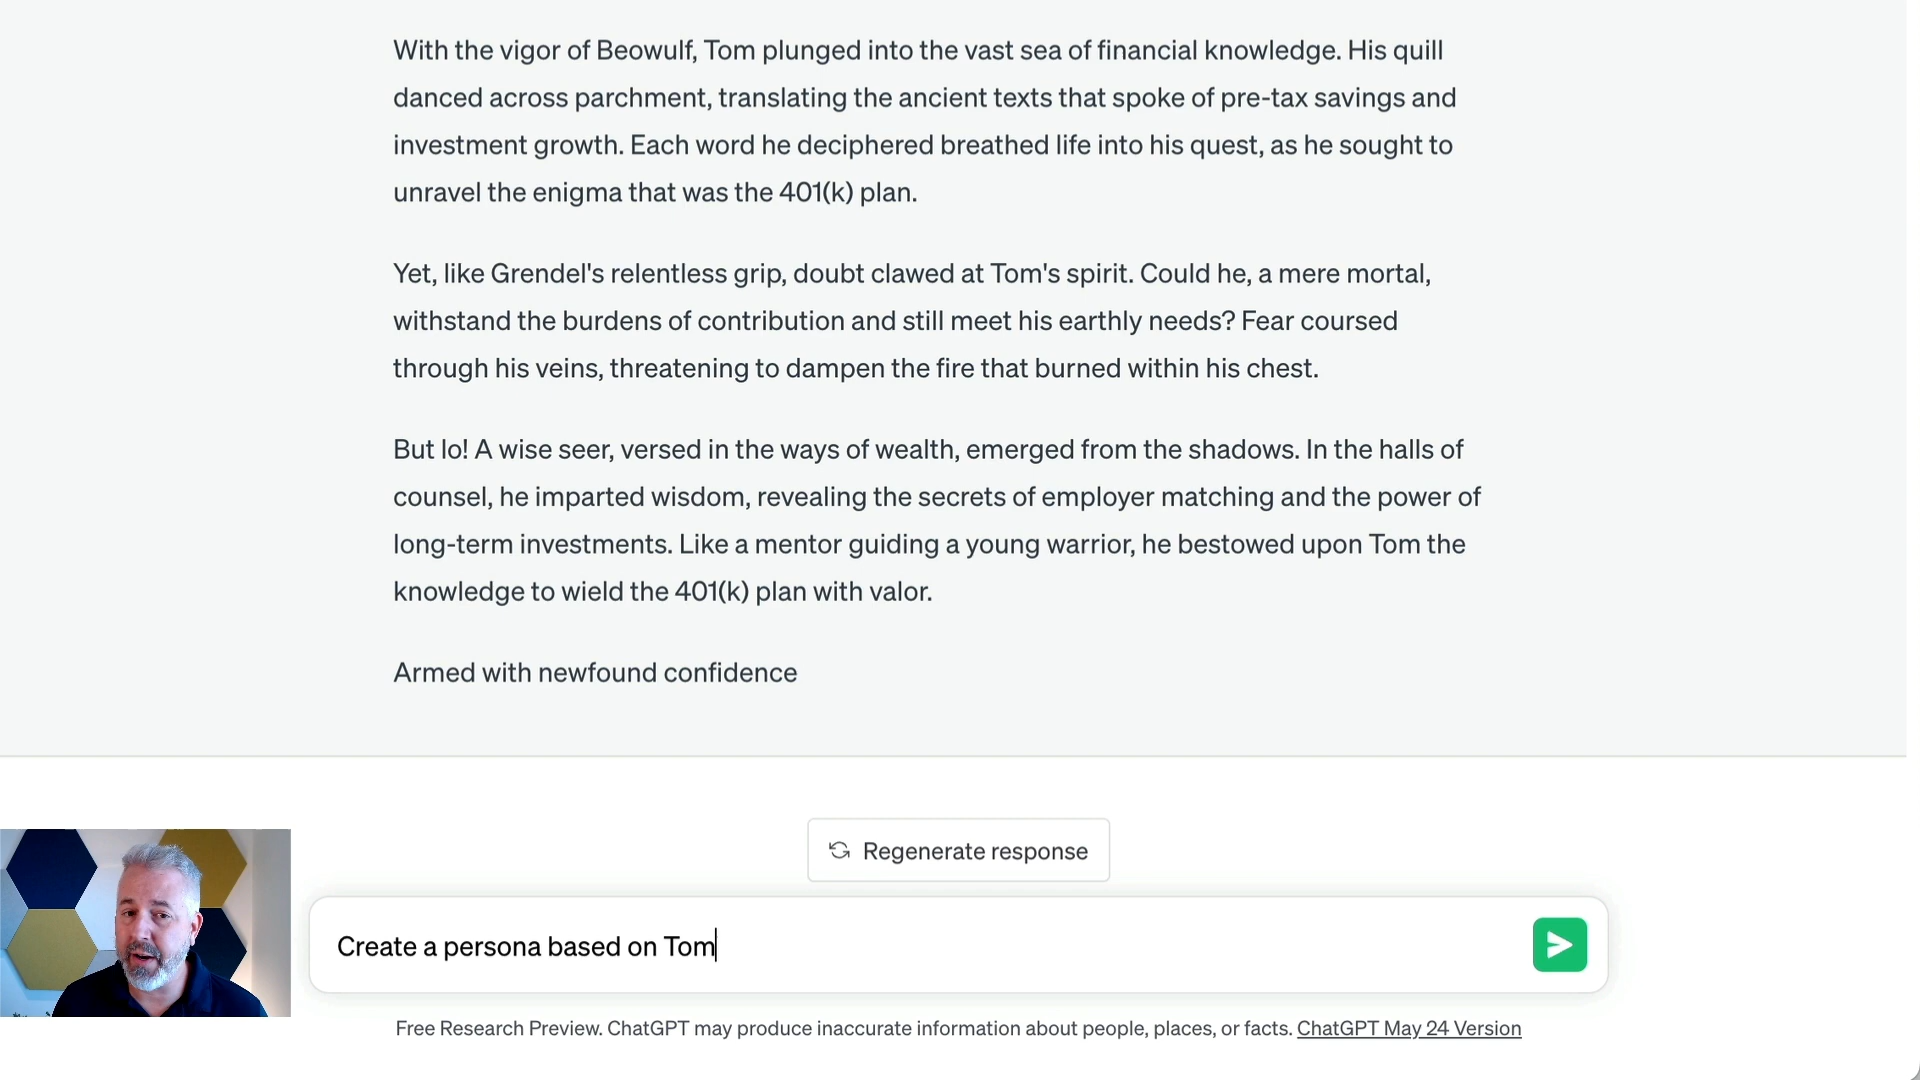 With the vigor of Beowulf, Tom plunged into the vast sea of financial knowledge. His quill
danced across parchment, translating the ancient texts that spoke of pre-tax savings and
investment growth. Each word he deciphered breathed life into his quest, as he sought to
unravel the enigma that was the 401(k) plan.
Yet, like Grendel's relentless grip, doubt clawed at Tom's spirit. Could he, a mere mortal,
withstand the burdens of contribution and still meet his earthly needs? Fear coursed
through his veins, threatening to dampen the fire that burned within his chest.
But lo! A wise seer, versed in the ways of wealth, emerged from the shadows. In the halls of
counsel, he imparted wisdom, revealing the secrets of employer matching and the power of
long-term investments. Like a mentor guiding a young warrior, he bestowed upon Tom the
knowledge to wield the 401(k) plan with valor.
Armed with newfound confidence
Regenerate response
Create a persona based on Tom
Free Research Preview. ChatGPT may produce inaccurate information about people, places, or facts. ChatGPT May 24 Version